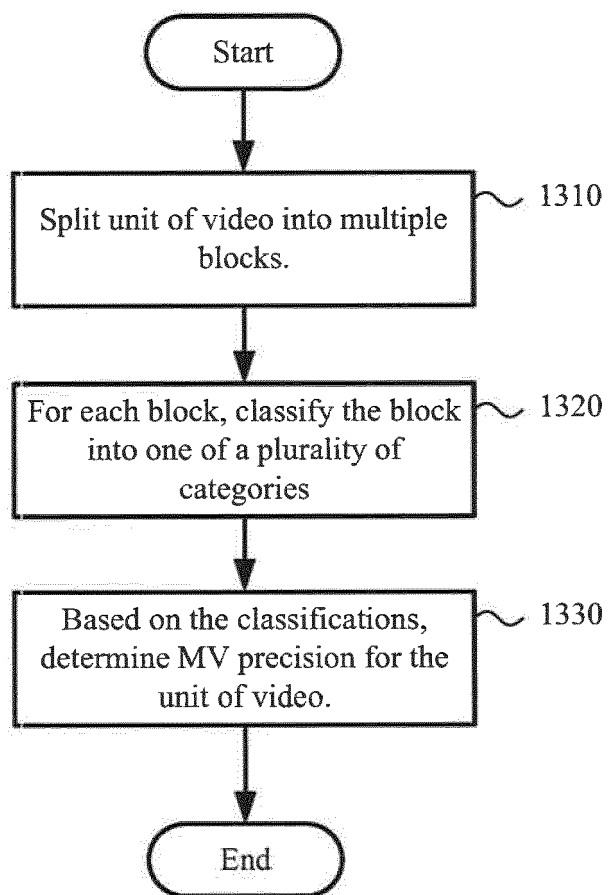 Start
Split unit of video into multiple
blocks.
1310
For each block, classify the block
into one of a plurality of
categories
1320
Based on the classifications,
determine MV precision for the
unit of video.
1330
End